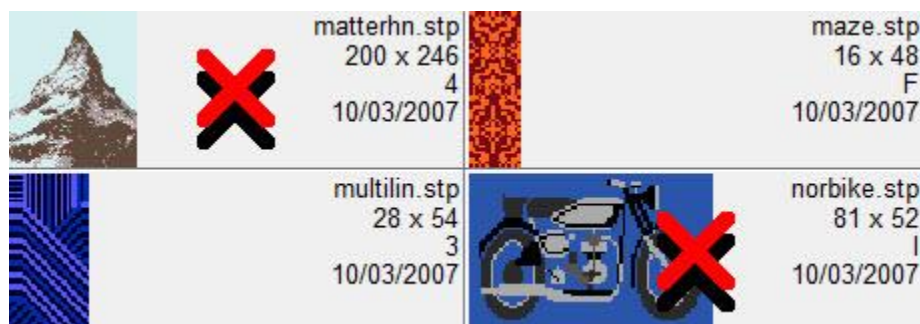 matterhn.stp
200 x 246
4
10/03/2007
maze.stp
16 x 48
F
10/03/2007
multilin.stp
28 x 54
3
10/03/2007
norbike.stp
81 x 52
I
10/03/2007